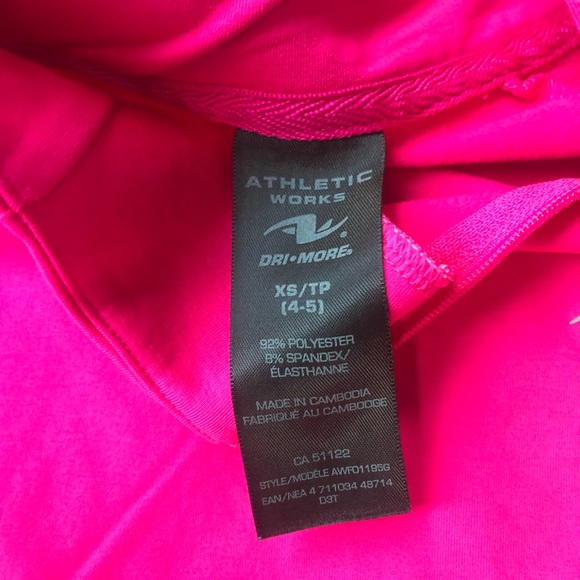 ATHLETIC
WORKS
DRI•MORE®
XS/TP
(4-5)
92% POLYESTER
8% SPANDEX/
ÉLASTHANNE
MADE IN CAMBODIA
FABRIQUÉ AU CAMBODGE
CA 51122
STYLE/MODÈLE AWF01195G
EAN/NEA 4 711034 48714
D3T